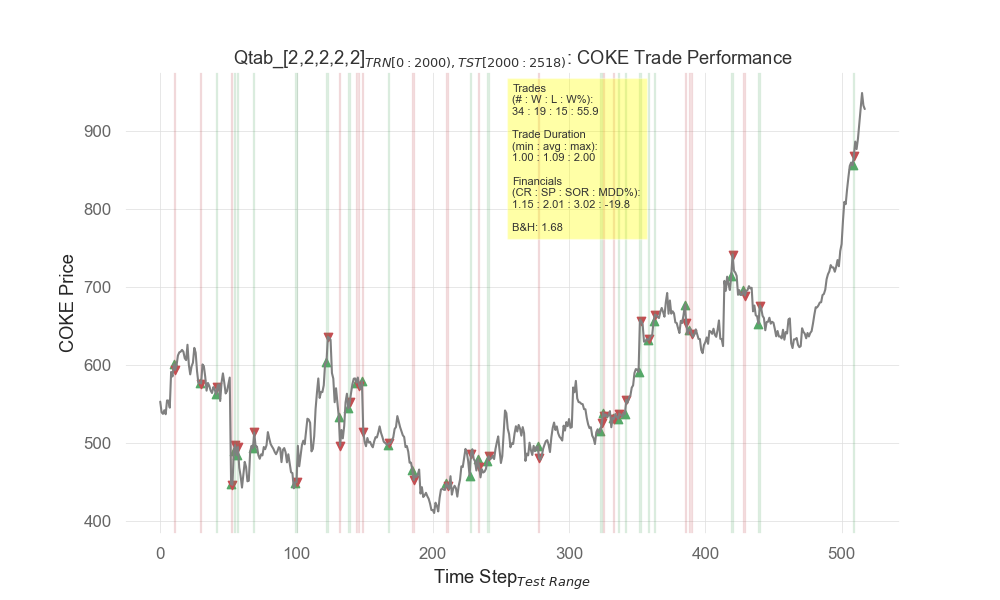 Qtab_[2,2,2,2,2]TRN[0 : 2000), TST[2000 : 2518) : COKE Trade Performance
Trades
(# : W : L : W%):
34 : 19 : 15 : 55.9
Trade Duration
(min : avg : max):
1.00 : 1.09 : 2.00
Financials
(CR : SP : SOR : MDD%):
1.15 : 2.01 : 3.02 : -19.8
B&H: 1.68
COKE Price
900
800
700
600
500
400
0 100 200 300 400 500
Time StepTest Range